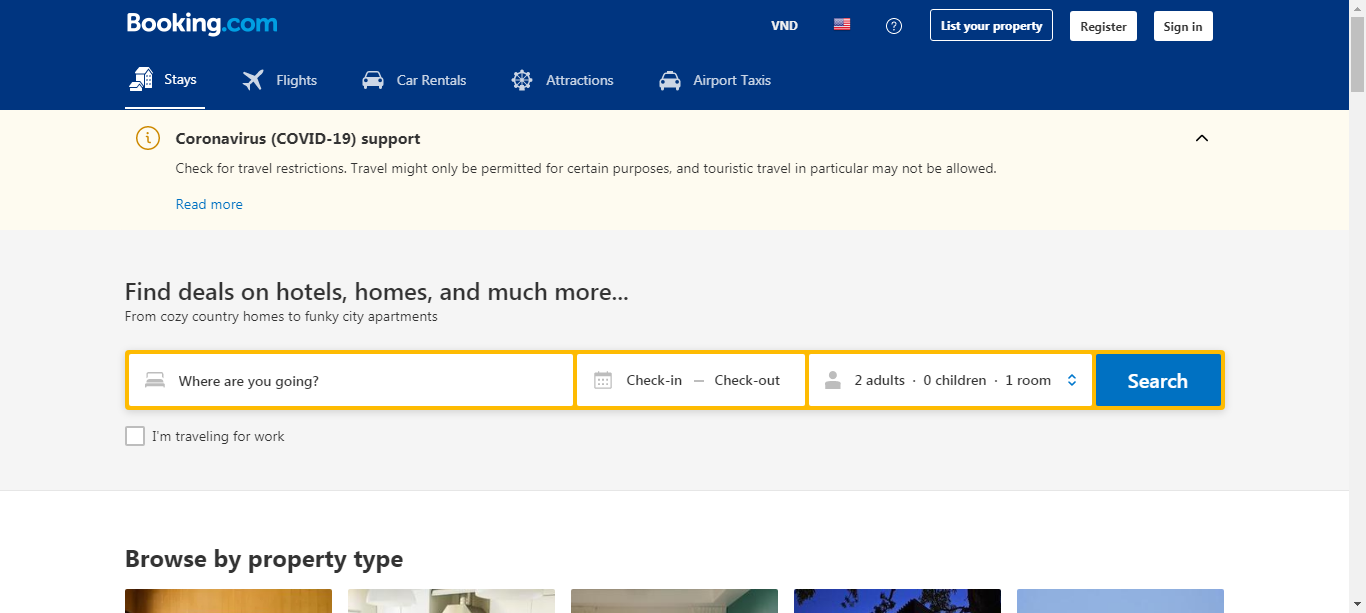 Booking.com
VND
List your property
Register
Sign in
Stays
Flights
Car Rentals
Attractions
Airport Taxis
Coronavirus (COVID-19) support
Check for travel restrictions. Travel might only be permitted for certain purposes, and touristic travel in particular may not be allowed.
Read more
Find deals on hotels, homes, and much more...
From cozy country homes to funky city apartments
Where are you going?
Check-in — Check-out
2 adults · 0 children · 1 room
Search
I'm traveling for work
Browse by property type